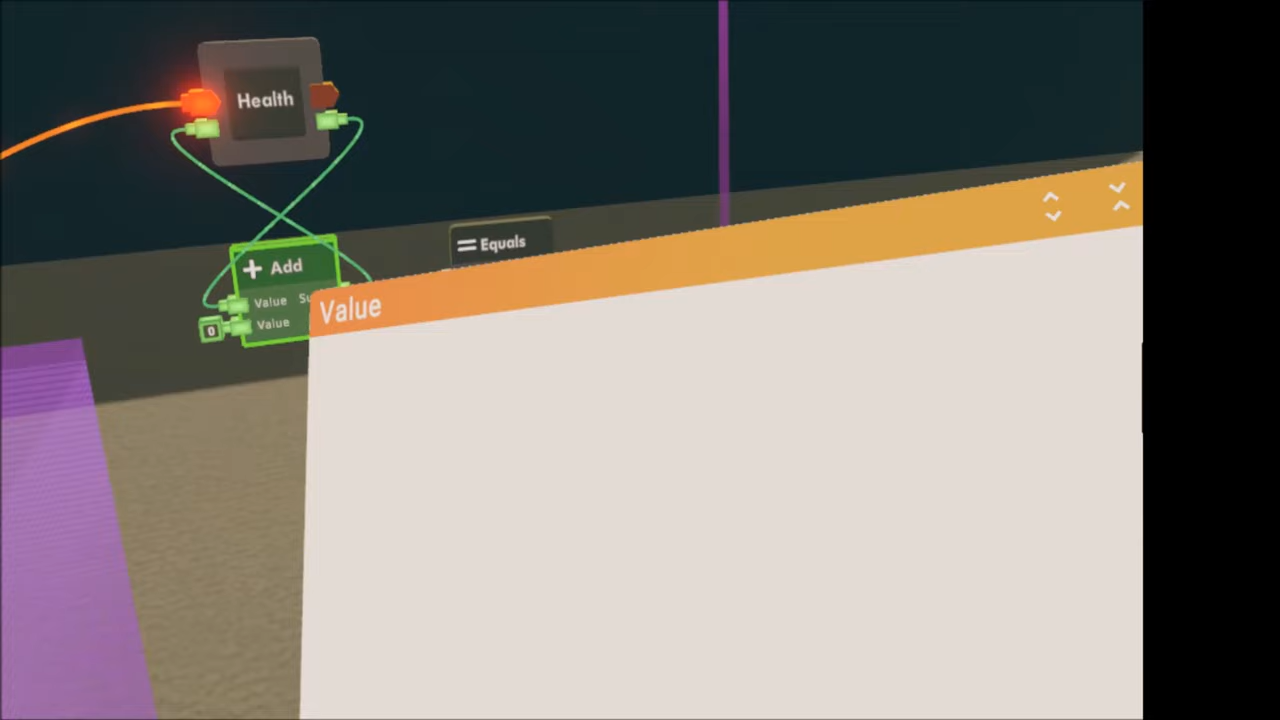 Health
= Equals
+ Add
Value
0 Value
Value